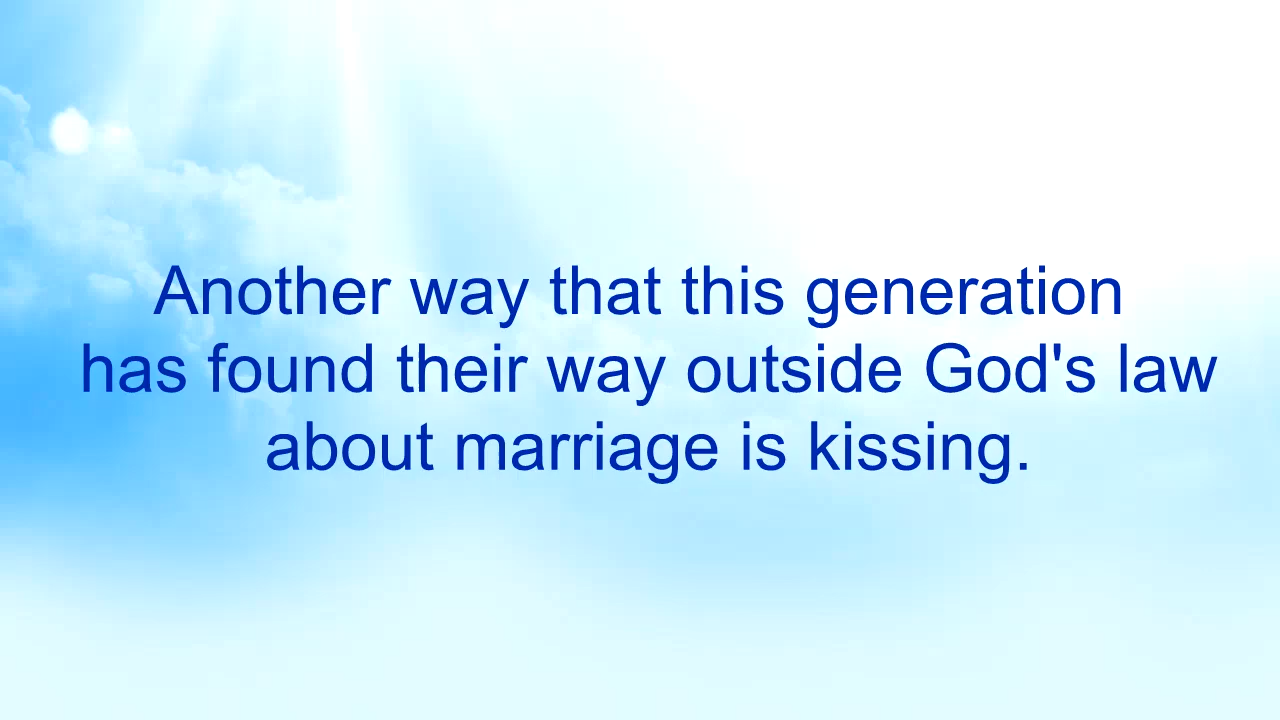 Another way that this generation
has found their way outside God's law
about marriage is kissing.